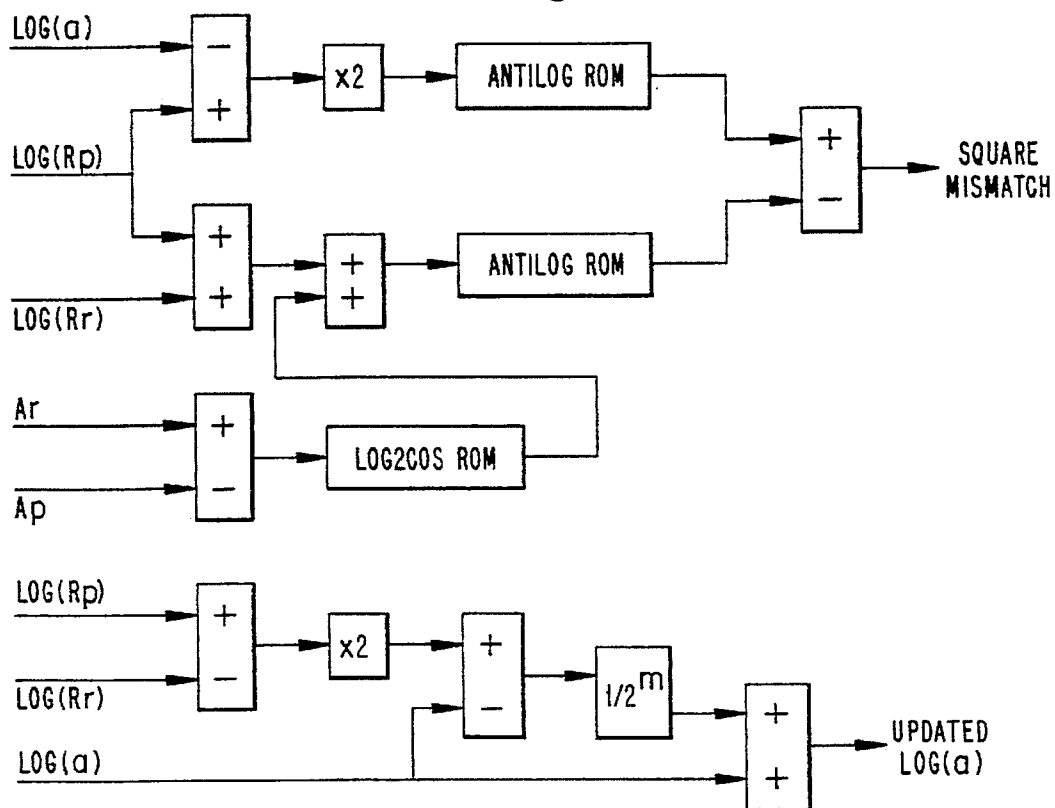 LOG(a)
−
+
x2
ANTILOG ROM
LOG(Rp)
+
−
SQUARE
MISMATCH
+
+
+
+
ANTILOG ROM
LOG(Rr)
Ar
+
−
LOG2COS ROM
Ap
LOG(Rp)
+
−
x2
LOG(Rr)
+
−
1/2^m
+
+
LOG(a)
UPDATED
LOG(a)